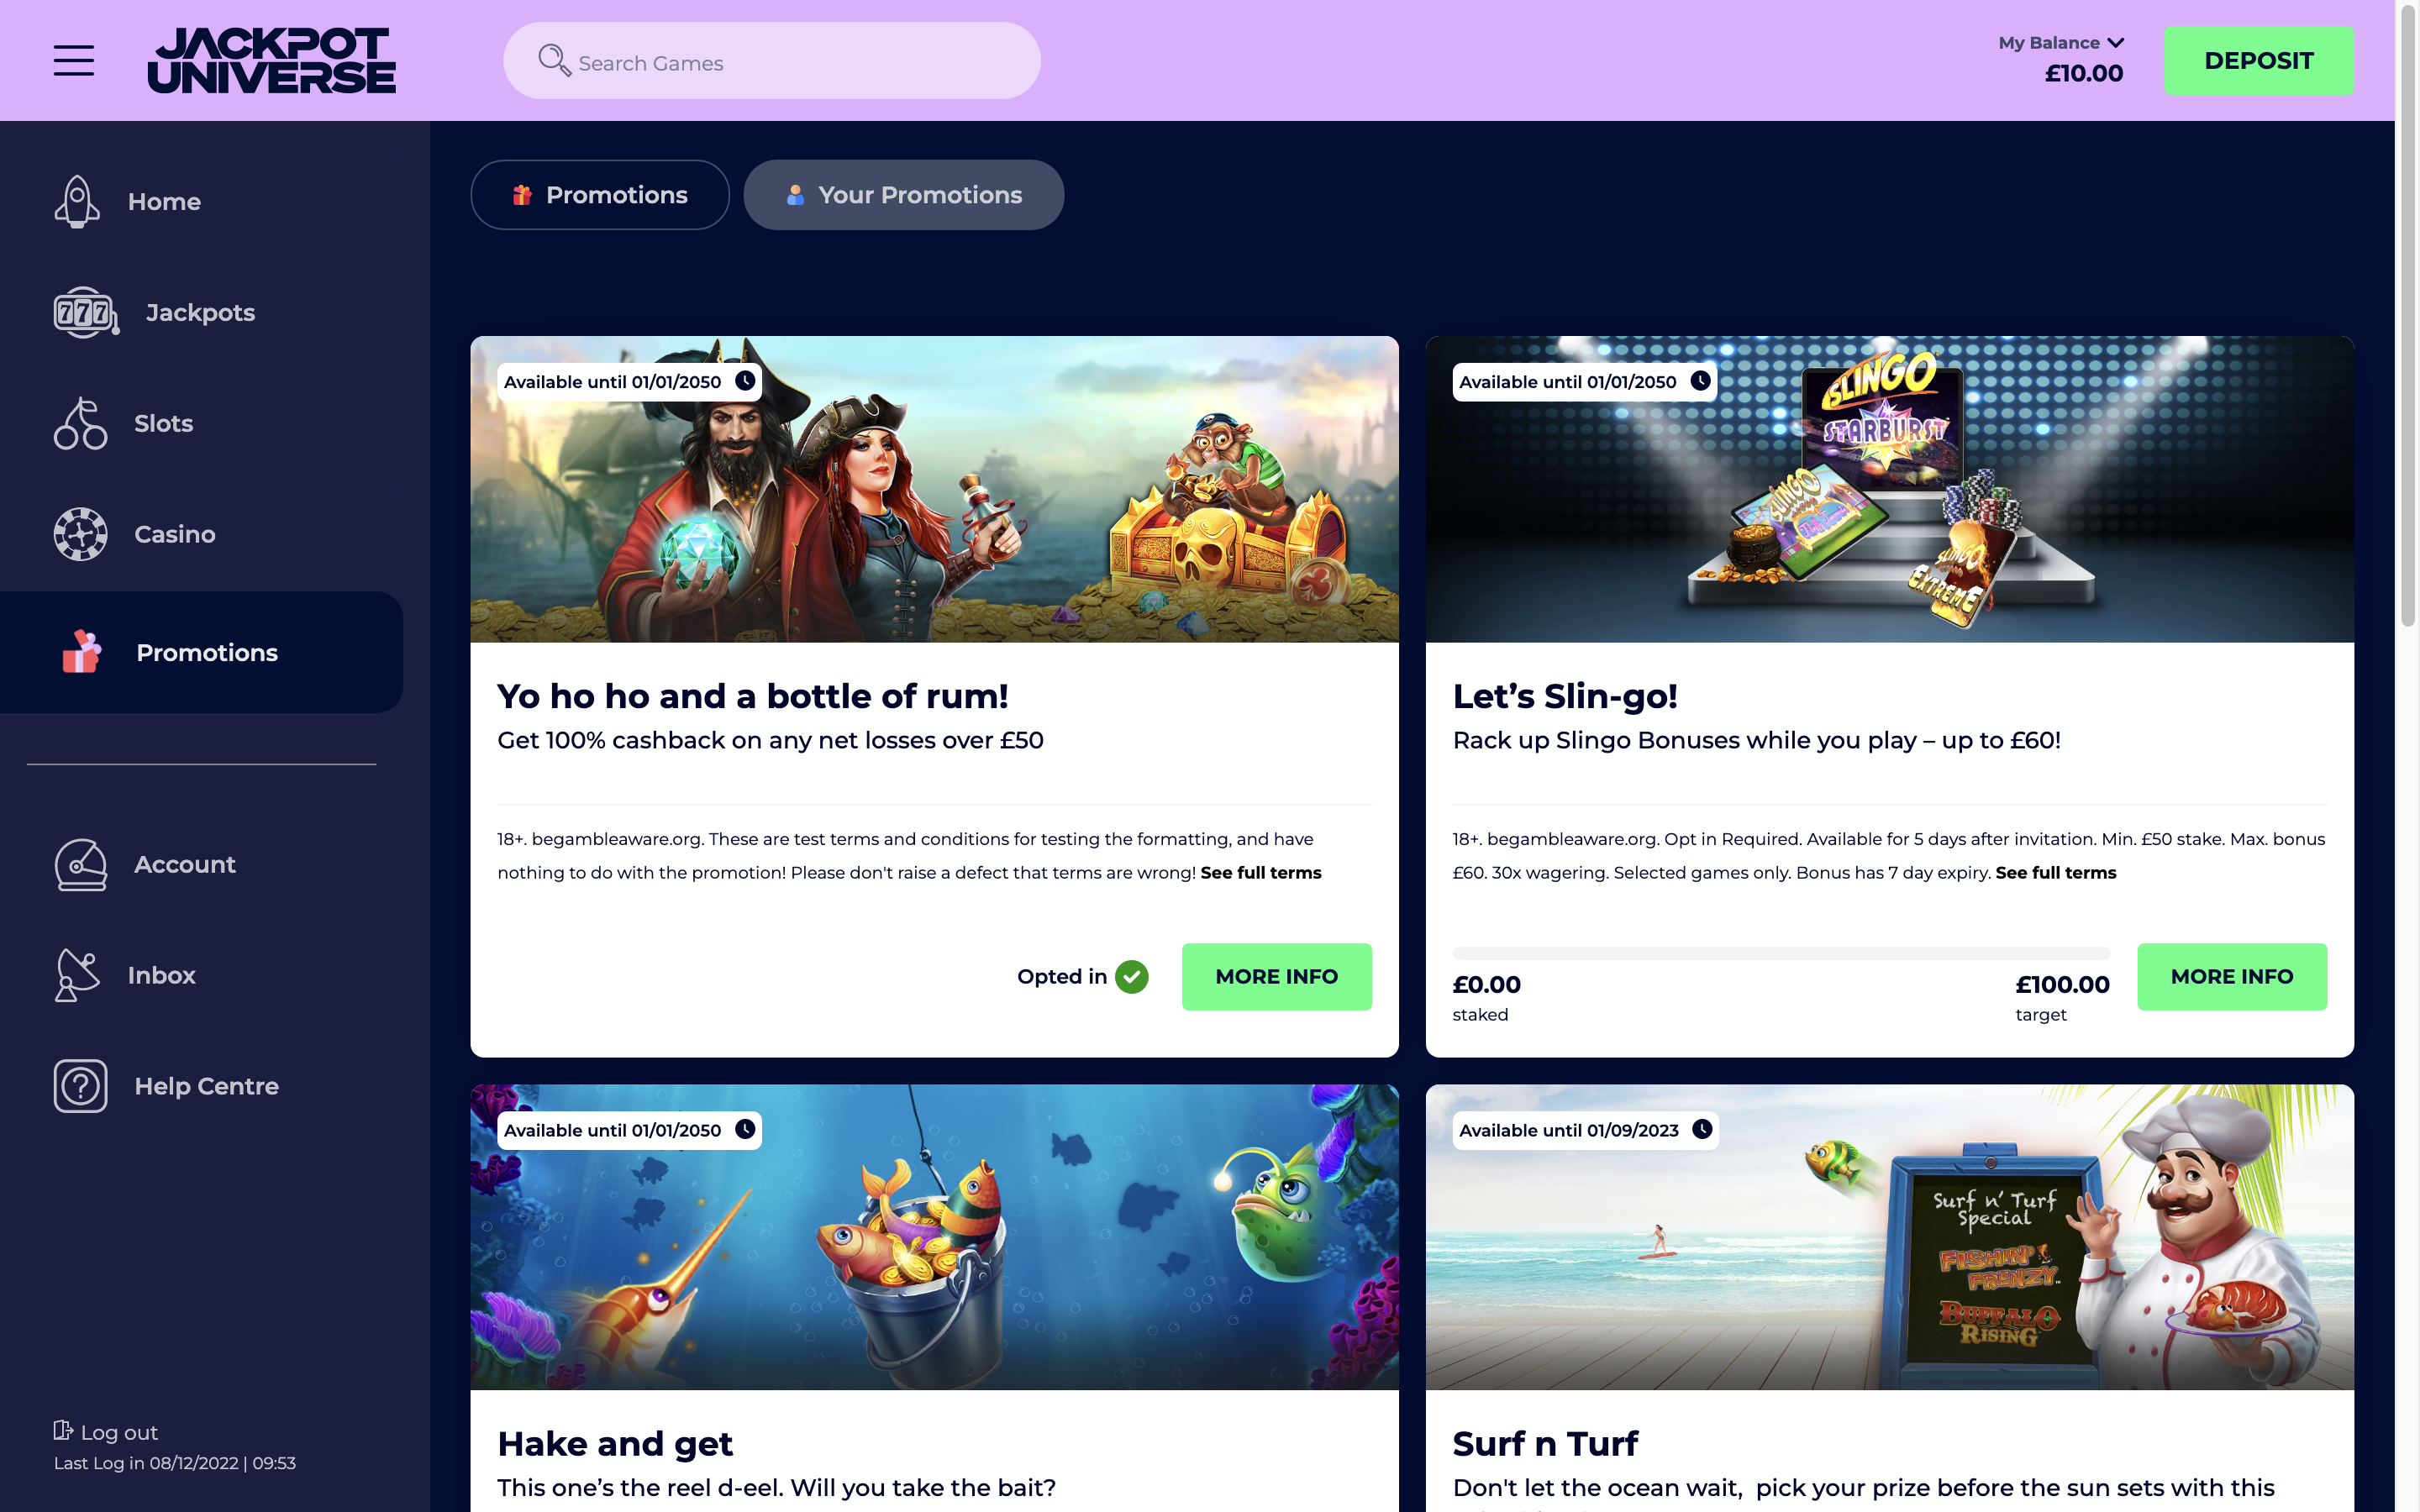 JACKPOT
UNIVERSE
Search Games
My Balance
£10.00
DEPOSIT
Home
777
Jackpots
Slots
Casino
Promotions
Account
Inbox
Help Centre
Log out
Last Log in 08/12/2022 | 09:53
Promotions
Your Promotions
Available until 01/01/2050
Yo ho ho and a bottle of rum!
Get 100% cashback on any net losses over £50
18+. begambleaware.org. These are test terms and conditions for testing the formatting, and have
nothing to do with the promotion! Please don't raise a defect that terms are wrong! See full terms
Opted in
MORE INFO
Available until 01/01/2050
SLINGO
STARBURST
SLINGO
SLINGO
EXTREME
Let’s Slin-go!
Rack up Slingo Bonuses while you play – up to £60!
18+. begambleaware.org. Opt in Required. Available for 5 days after invitation. Min. £50 stake. Max. bonus
£60. 30x wagering. Selected games only. Bonus has 7 day expiry. See full terms
£0.00
staked
£100.00
target
MORE INFO
Available until 01/01/2050
Hake and get
This one’s the reel d-eel. Will you take the bait?
Available until 01/09/2023
Surf n' Turf
Special
FISHIN'
FRENZY
BUFFALO
RISING
Surf n Turf
Don't let the ocean wait,  pick your prize before the sun sets with this